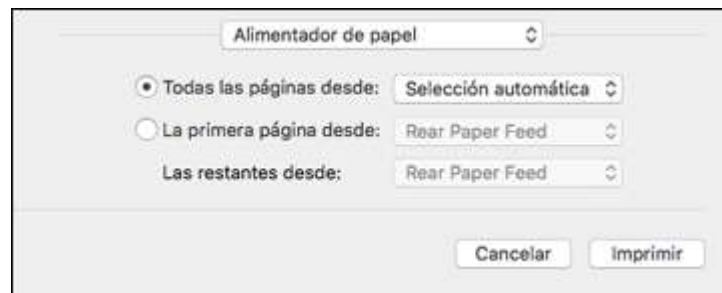 Alimentador de papel
Todas las páginas desde: Selección automática
La primera página desde: Rear Paper Feed
Las restantes desde: Rear Paper Feed
Cancelar Imprimir